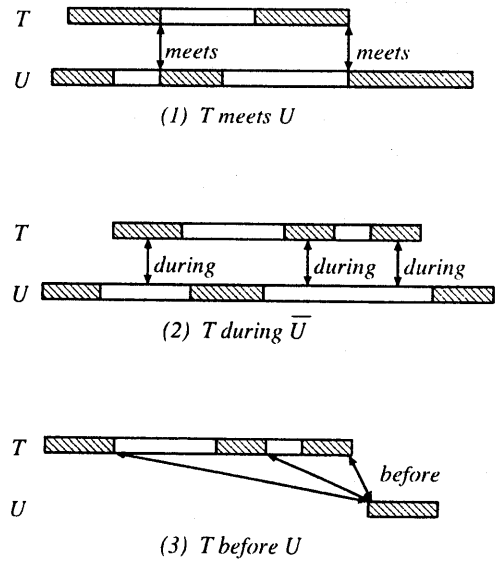 T
meets meets
U
(1) T meets U
T
during during during
U
(2) T during U̅
T
before
U
(3) T before U